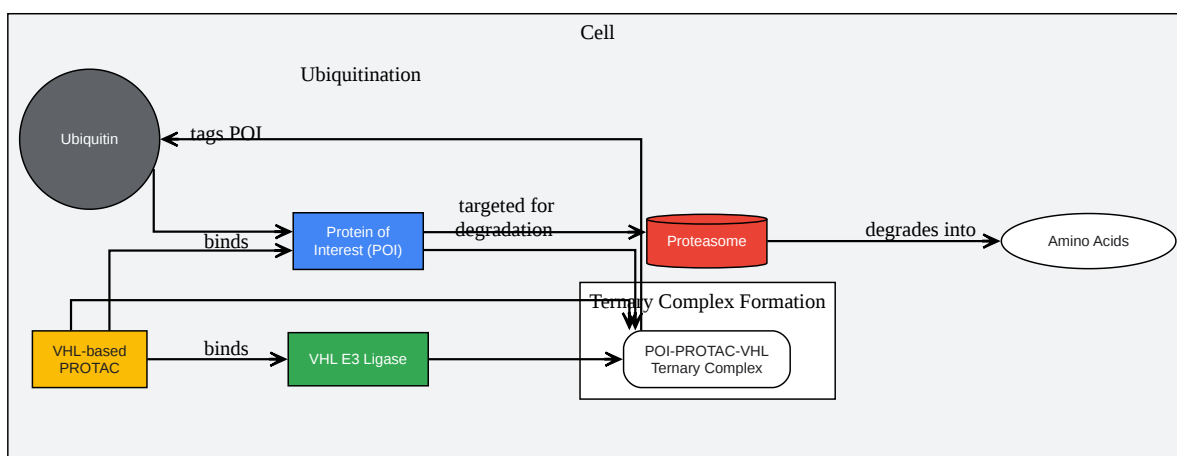 Cell
Ubiquitination
Ubiquitin
tags POI
targeted for
degradation
binds
Protein of
Interest (POI)
Proteasome
degrades into
Amino Acids
Ternary Complex Formation
VHL-based
PROTAC
binds
VHL E3 Ligase
POI-PROTAC-VHL
Ternary Complex